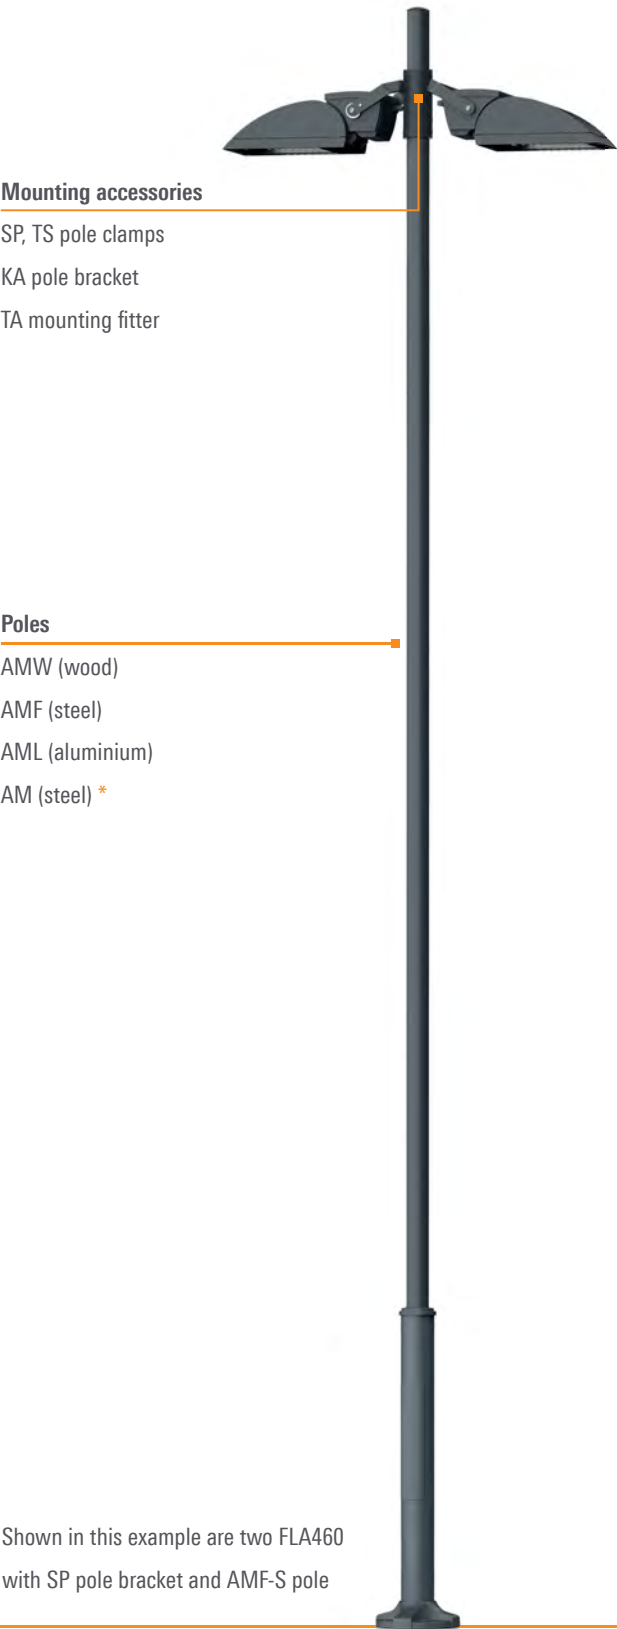 Mounting accessories
SP, TS pole clamps
KA pole bracket
TA mounting fitter
Poles
AMW (wood)
AMF (steel)
AML (aluminium)
AM (steel) *
Shown in this example are two FLA460
with SP pole bracket and AMF-S pole